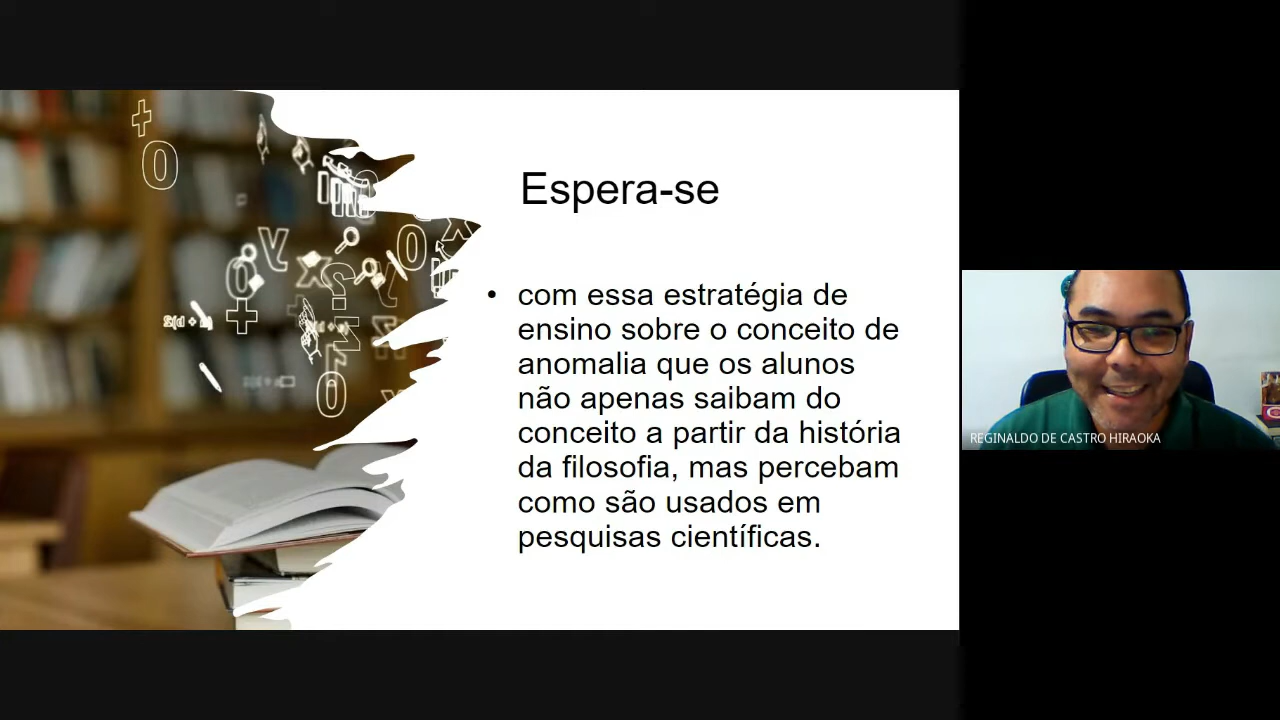 Espera-se
• com essa estratégia de
ensino sobre o conceito de
anomalia que os alunos
não apenas saibam do
conceito a partir da história
da filosofia, mas percebam
como são usados em
pesquisas científicas.
REGINALDO DE CASTRO HIRAOKA